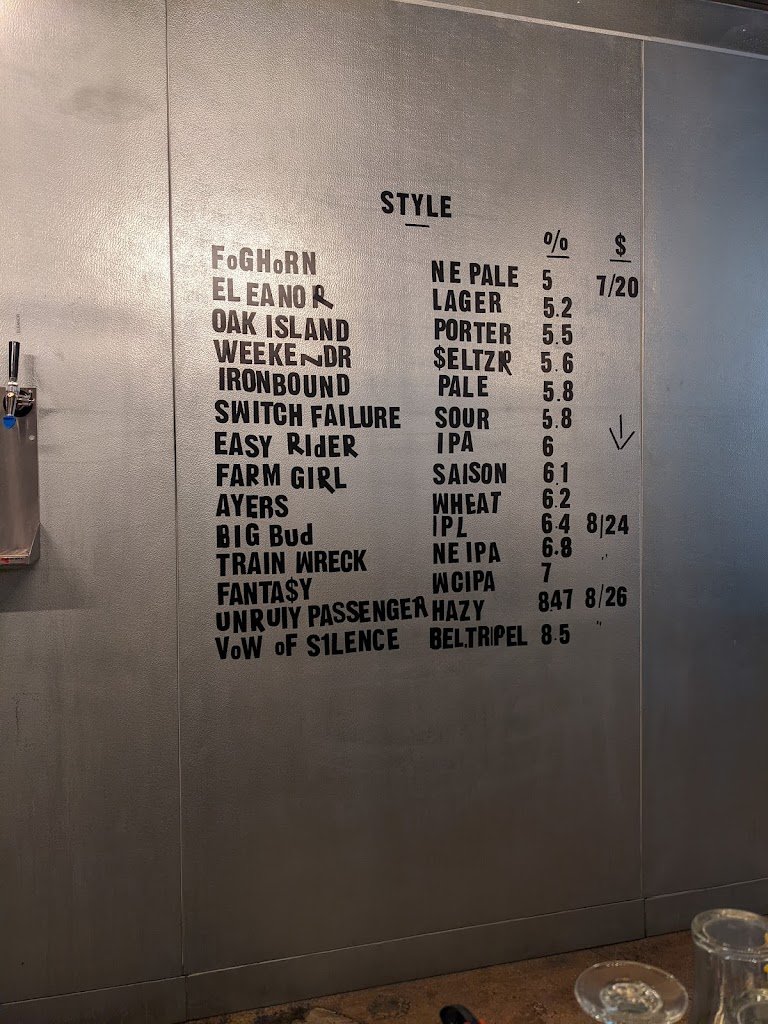 STYLE % $
FoGHoRN NE PALE 5 7/20
ELEANOR LAGER 5.2
OAK ISLAND PORTER 5.5
WEEKENDR $ELTZR 5.6
IRONBOUND PALE 5.8
SWITCH FAILURE SOUR 5.8 ↓
EASY RIdER IPA 6
FARM GIRL SAISON 6.1
AYERS WHEAT 6.2
BIG Bud IPL 6.4 8/24
TRAIN WRECK NE IPA 6.8 "
FANTA$Y WCIPA 7
UNRUIY PASSENGER HAZY 8.47 8/26
VoW oF S1LENCE BEL.TRIPEL 8.5 "